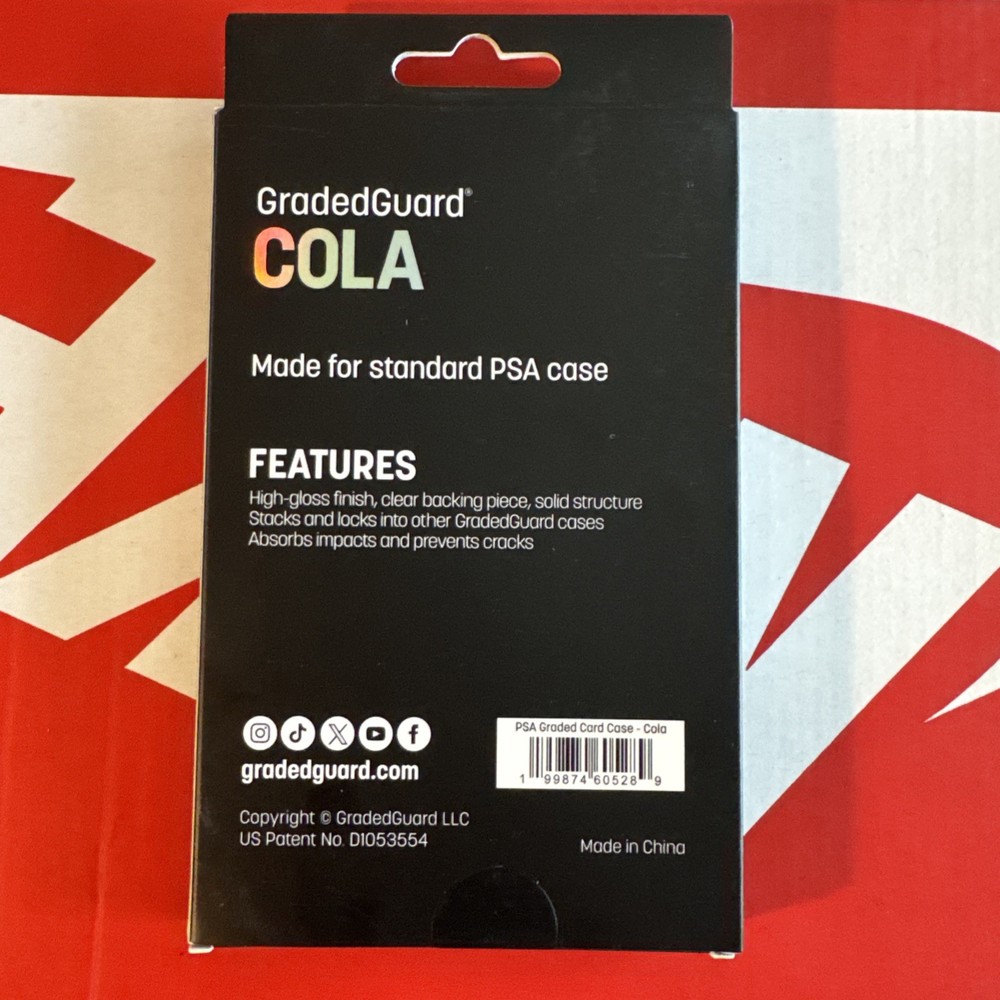 GradedGuard®
COLA
Made for standard PSA case
FEATURES
High-gloss finish, clear backing piece, solid structure
Stacks and locks into other GradedGuard cases
Absorbs impacts and prevents cracks
gradedguard.com
PSA Graded Card Case - Cola
1 99874 60528 9
Copyright © GradedGuard LLC
US Patent No. D1053554
Made in China